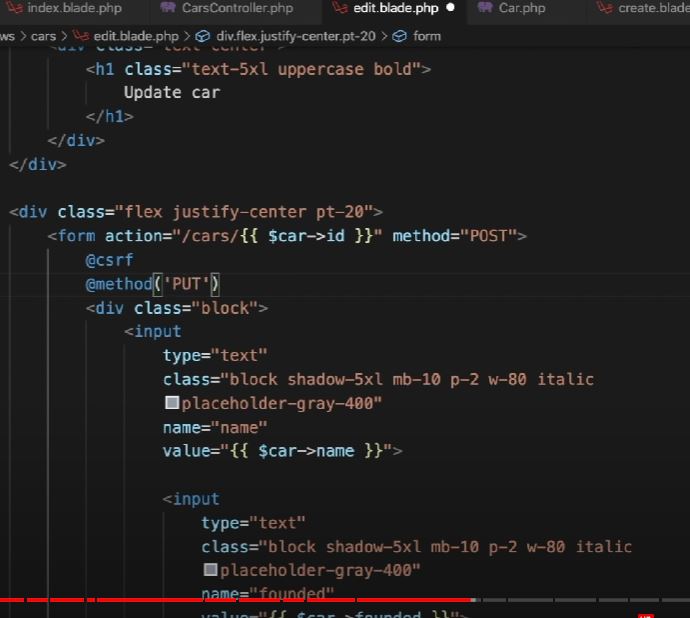 index.blade.php CarsController.php edit.blade.php Car.php create.blade
ws > cars > edit.blade.php > div.flex.justify-center.pt-20 > form
<div class="text-center">
<h1 class="text-5xl uppercase bold">
Update car
</h1>
</div>
</div>
<div class="flex justify-center pt-20">
<form action="/cars/{{ $car->id }}" method="POST">
@csrf
@method('PUT')
<div class="block">
<input
type="text"
class="block shadow-5xl mb-10 p-2 w-80 italic
placeholder-gray-400"
name="name"
value="{{ $car->name }}">
<input
type="text"
class="block shadow-5xl mb-10 p-2 w-80 italic
placeholder-gray-400"
name="founded"
value="{{ $car->founded }}">